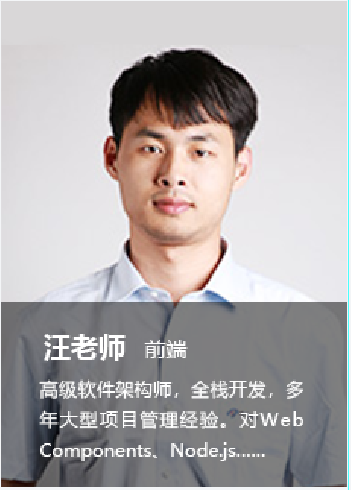 汪老师 前端
高级软件架构师，全栈开发，多
年大型项目管理经验。对Web
Components、Node.js......